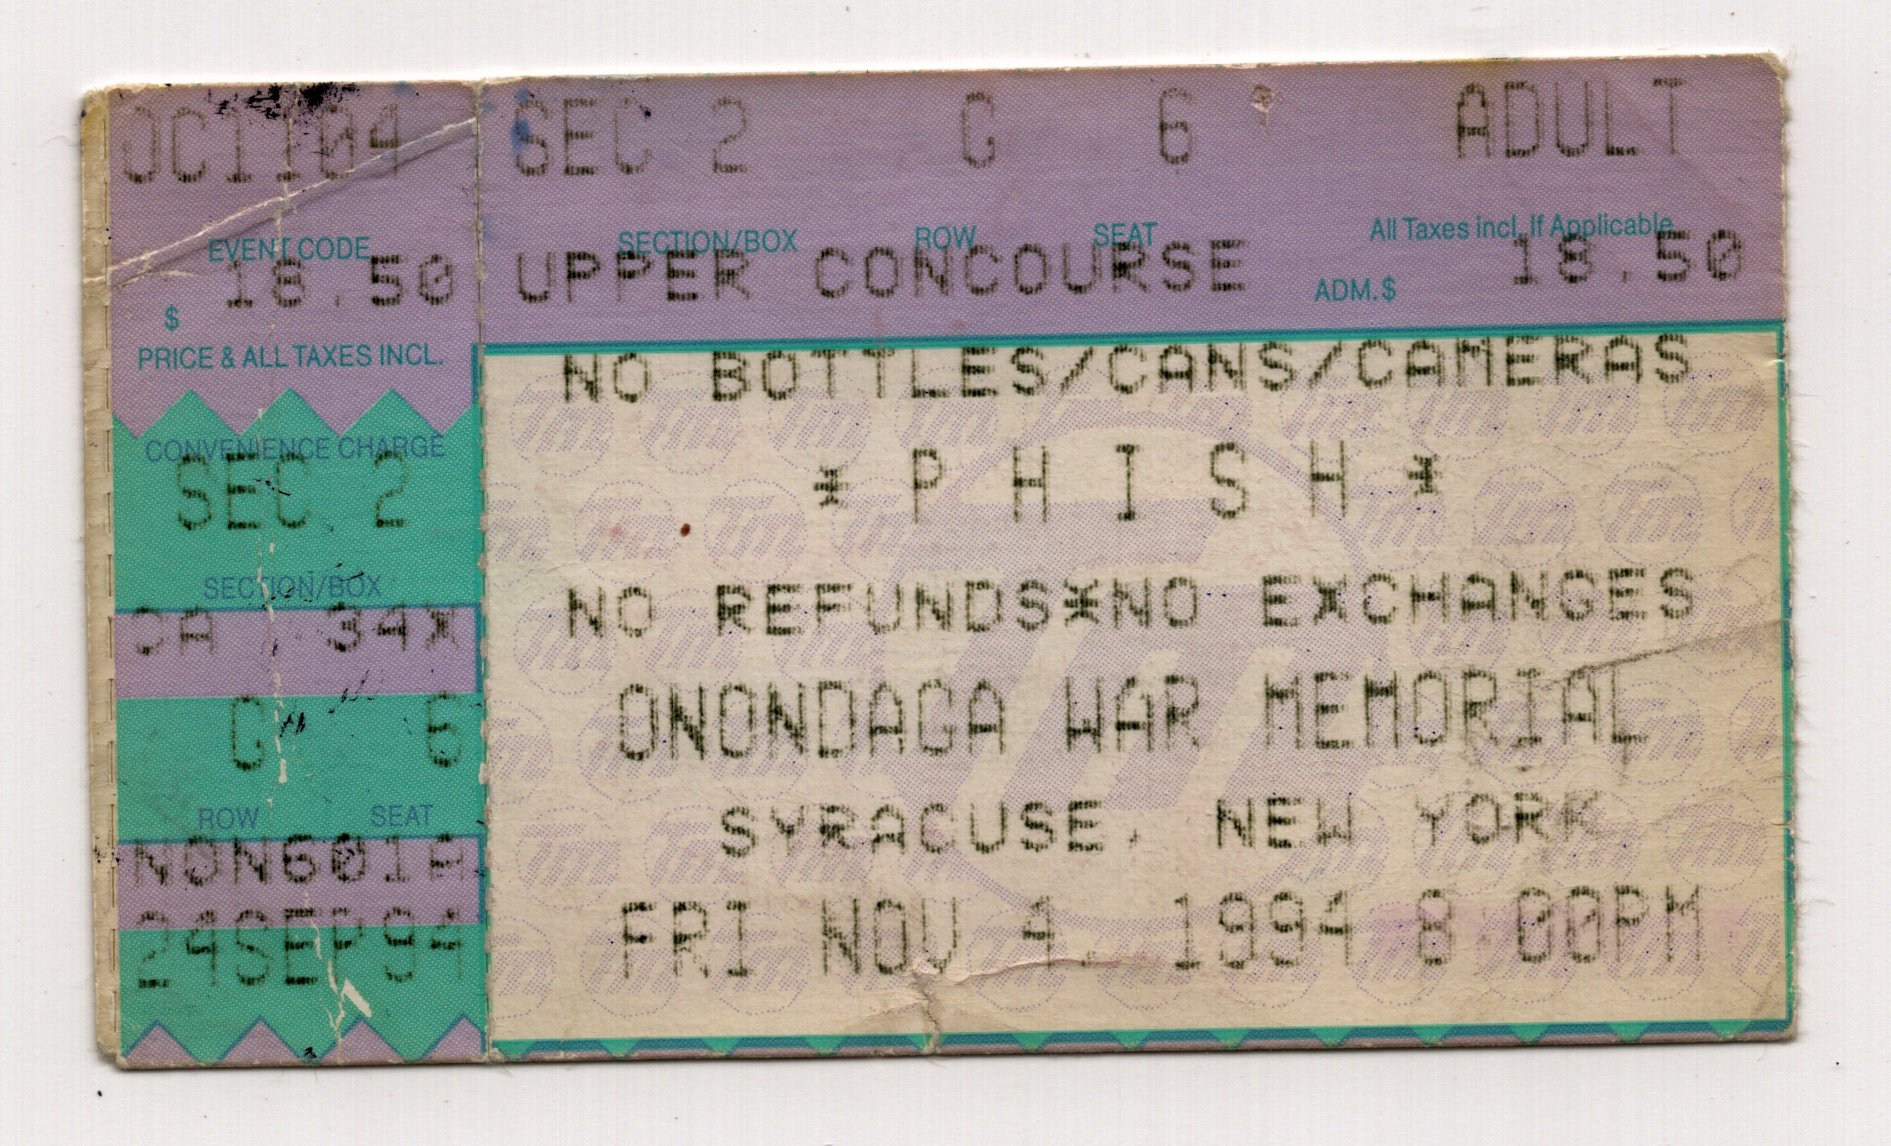 OC1104
EVENT CODE
18.50
$
PRICE & ALL TAXES INCL.
CONVENIENCE CHARGE
SEC 2
SECTION/BOX
CA 34X
G 6
ROW SEAT
NON601A
24SEP94
SEC 2 G 6 ADULT
SECTION/BOX ROW SEAT All Taxes incl. If Applicable
UPPER CONCOURSE ADM.$ 18.50
NO BOTTLES/CANS/CAMERAS
*PHISH*
NO REFUNDS*NO EXCHANGES
ONONDAGA WAR MEMORIAL
SYRACUSE, NEW YORK
FRI NOV 4, 1994 8:00PM